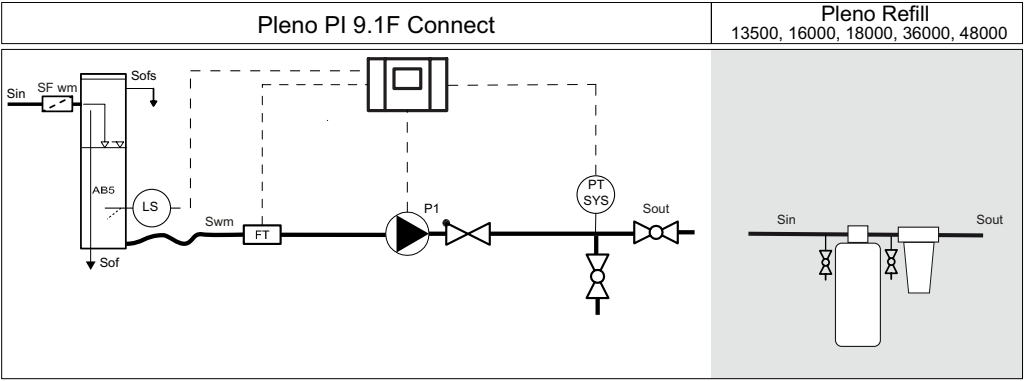 Pleno PI 9.1F Connect
Pleno Refill
13500, 16000, 18000, 36000, 48000
Sin
SF wm
Sofs
AB5
LS
Swm
FT
Sof
P1
PT
SYS
Sout
Sin
Sout